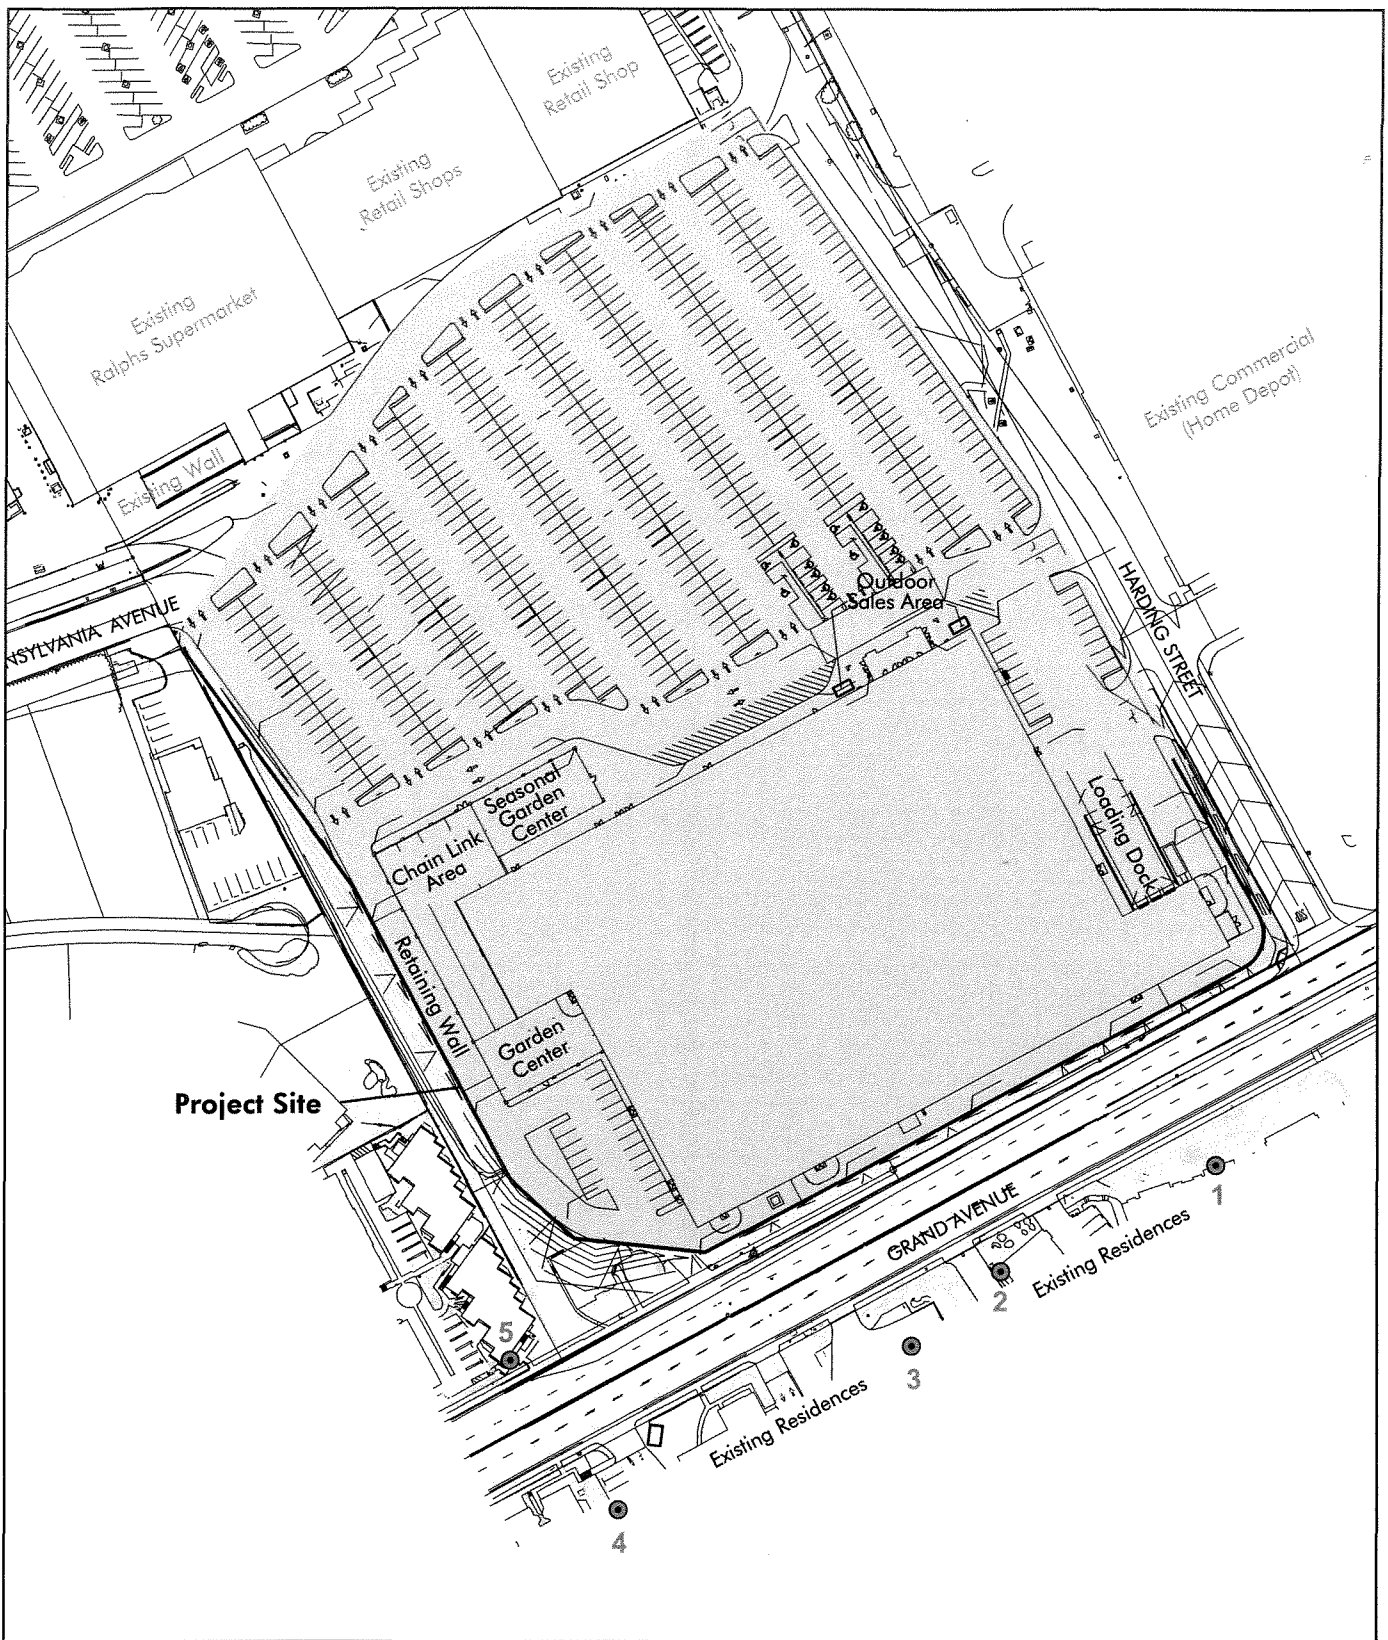 Existing
Retail Shop
Existing
Retail Shops
Existing
Ralphs Supermarket
Existing Commercial
(Home Depot)
Existing Wall
NSYLVANIA AVENUE
Outdoor
Sales Area
HARDING STREET
Seasonal
Garden
Center
Chain Link
Area
Loading Dock
Retaining Wall
Garden
Center
Project Site
GRAND AVENUE
1
Existing Residences
2
3
5
Existing Residences
4